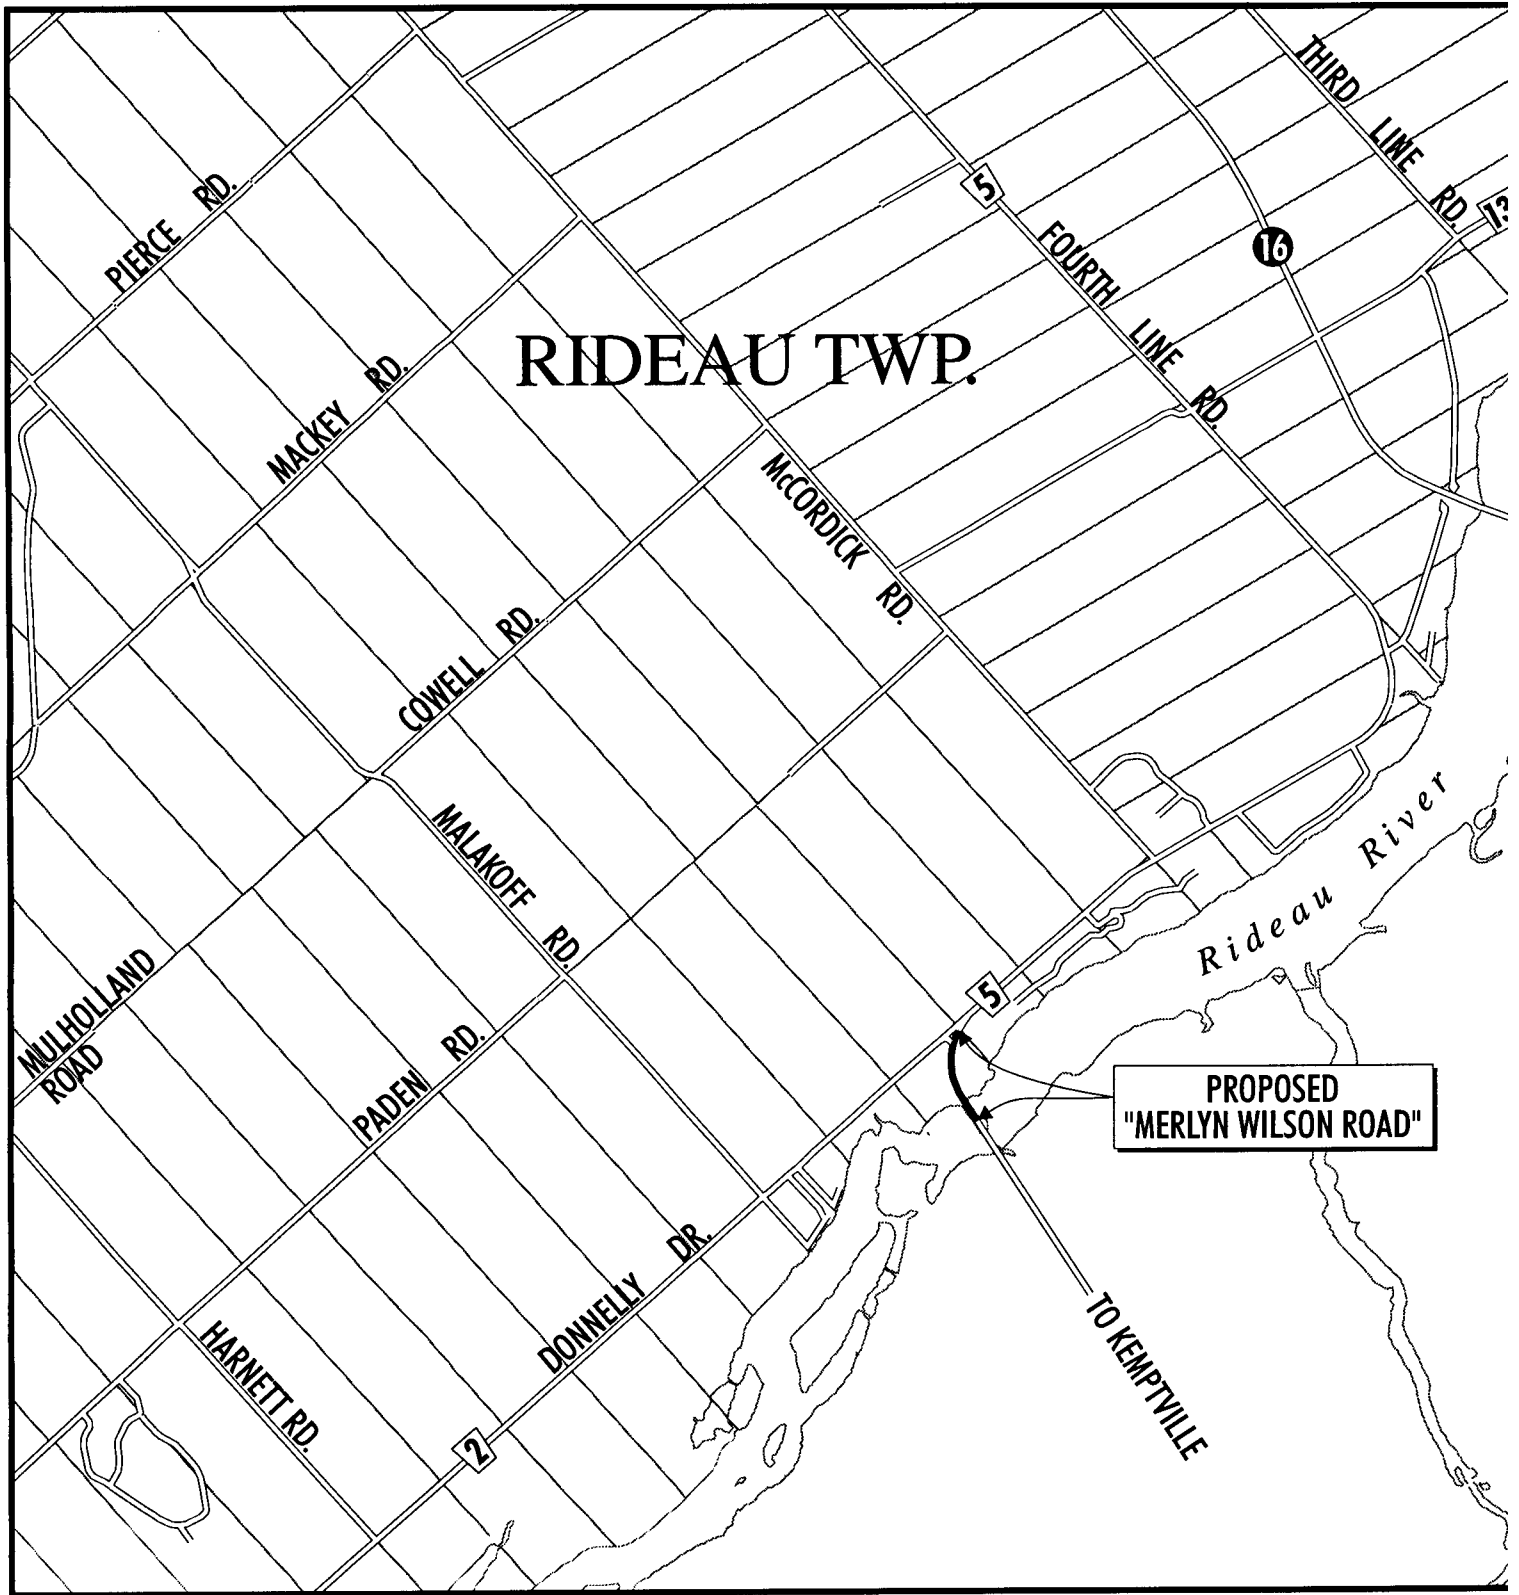 THIRD LINE RD.
13
5
PIERCE RD.
FOURTH LINE RD.
16
RIDEAU TWP.
MACKEY RD.
McCORDICK RD.
COWELL RD.
MALAKOFF RD.
Rideau River
MULHOLLAND
ROAD
PADEN RD.
5
PROPOSED
"MERLYN WILSON ROAD"
DONNELLY DR.
TO KEMPTVILLE
HARNETT RD.
2